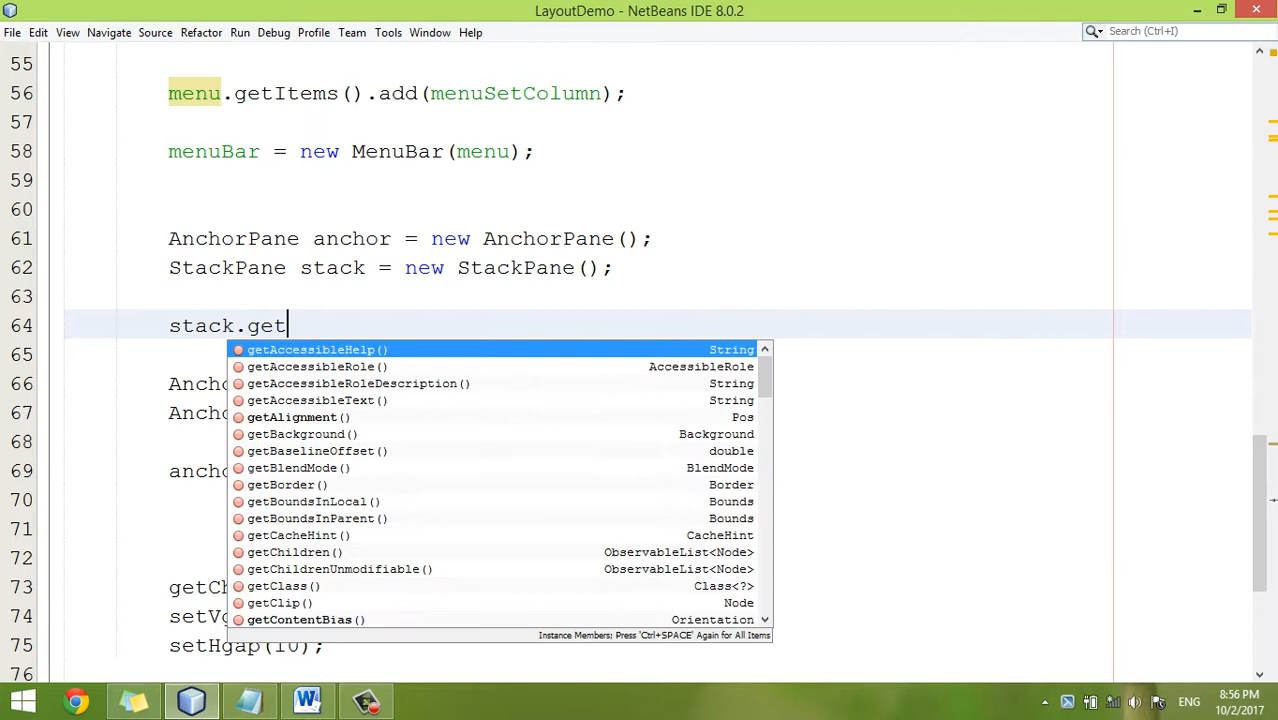 LayoutDemo - NetBeans IDE 8.0.2
File Edit View Navigate Source Refactor Run Debug Profile Team Tools Window Help
Search (Ctrl+I)
55
56 menu.getItems().add(menuSetColumn);
57
58 menuBar = new MenuBar(menu);
59
60
61 AnchorPane anchor = new AnchorPane();
62 StackPane stack = new StackPane();
63
64 stack.get
65
getAccessibleHelp() String
getAccessibleRole() AccessibleRole
66 Ancho
getAccessibleRoleDescription() String
getAccessibleText() String
67 Ancho
getAlignment() Pos
getBackground() Background
68
getBaselineOffset() double
69 ancho
getBlendMode() BlendMode
getBorder() Border
70
getBoundsInLocal() Bounds
getBoundsInParent() Bounds
71
getCacheHint() CacheHint
getChildren() ObservableList<Node>
72
getChildrenUnmodifiable() ObservableList<Node>
73 getCh
getClass() Class<?>
getClip() Node
74 setVg
getContentBias() Orientation
Instance Members; Press 'Ctrl+SPACE' Again for All Items
75 setHgap(10);
76
ENG
8:56 PM
10/2/2017